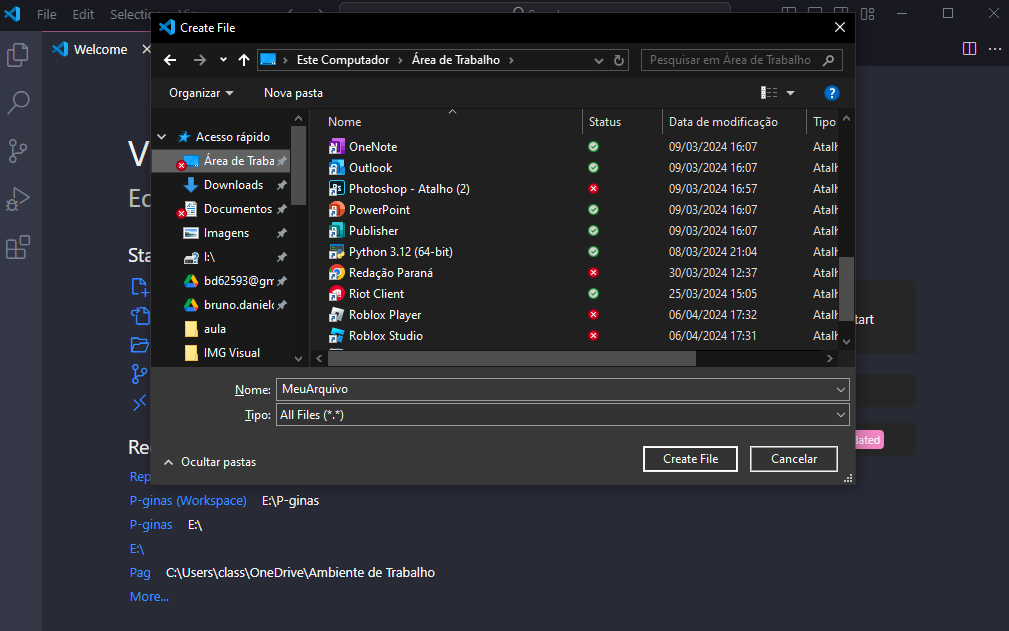 File Edit Selectio View
Create File
Welcome
Este Computador Área de Trabalho
Pesquisar em Área de Trabalho
Organizar Nova pasta
Nome Status Data de modificação Tipo
Acesso rápido
Área de Traba
Downloads
Documentos
Imagens
I:\
bd62593@gm
bruno.danielc
aula
IMG Visual
OneNote 09/03/2024 16:07 Atalh
Outlook 09/03/2024 16:07 Atalh
Photoshop - Atalho (2) 09/03/2024 16:57 Atalh
PowerPoint 09/03/2024 16:07 Atalh
Publisher 09/03/2024 16:07 Atalh
Python 3.12 (64-bit) 08/03/2024 21:04 Atalh
Redação Paraná 30/03/2024 12:37 Atalh
Riot Client 25/03/2024 15:05 Atalh
Roblox Player 06/04/2024 17:32 Atalh
Roblox Studio 06/04/2024 17:31 Atalh
Nome: MeuArquivo
Tipo: All Files (*.*)
Ocultar pastas
Create File Cancelar
V
Ed
Sta
tart
lated
Re
Rep
P-ginas (Workspace) E:\P-ginas
P-ginas E:\
E:\
Pag C:\Users\class\OneDrive\Ambiente de Trabalho
More...